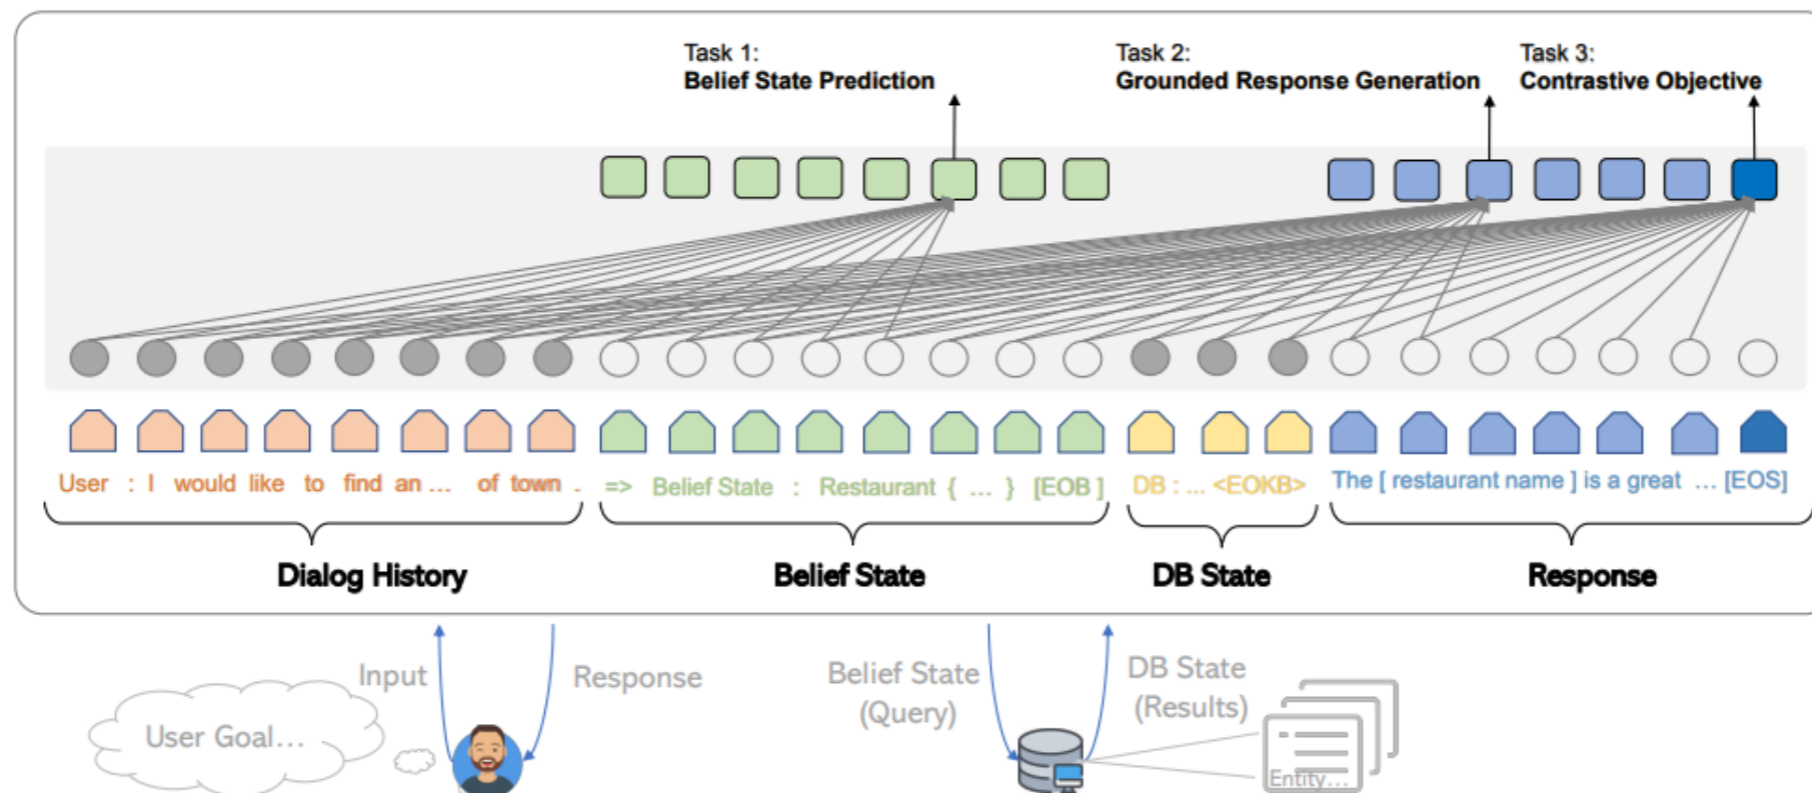 Task 1:
Belief State Prediction
Task 2:
Grounded Response Generation
Task 3:
Contrastive Objective
User : I would like to find an ... of town .
=> Belief State : Restaurant { ... } [EOB ]
DB : ... <EOKB>
The [ restaurant name ] is a great ... [EOS]
Dialog History
Belief State
DB State
Response
Input
Response
Belief State
(Query)
DB State
(Results)
User Goal...
Entity...